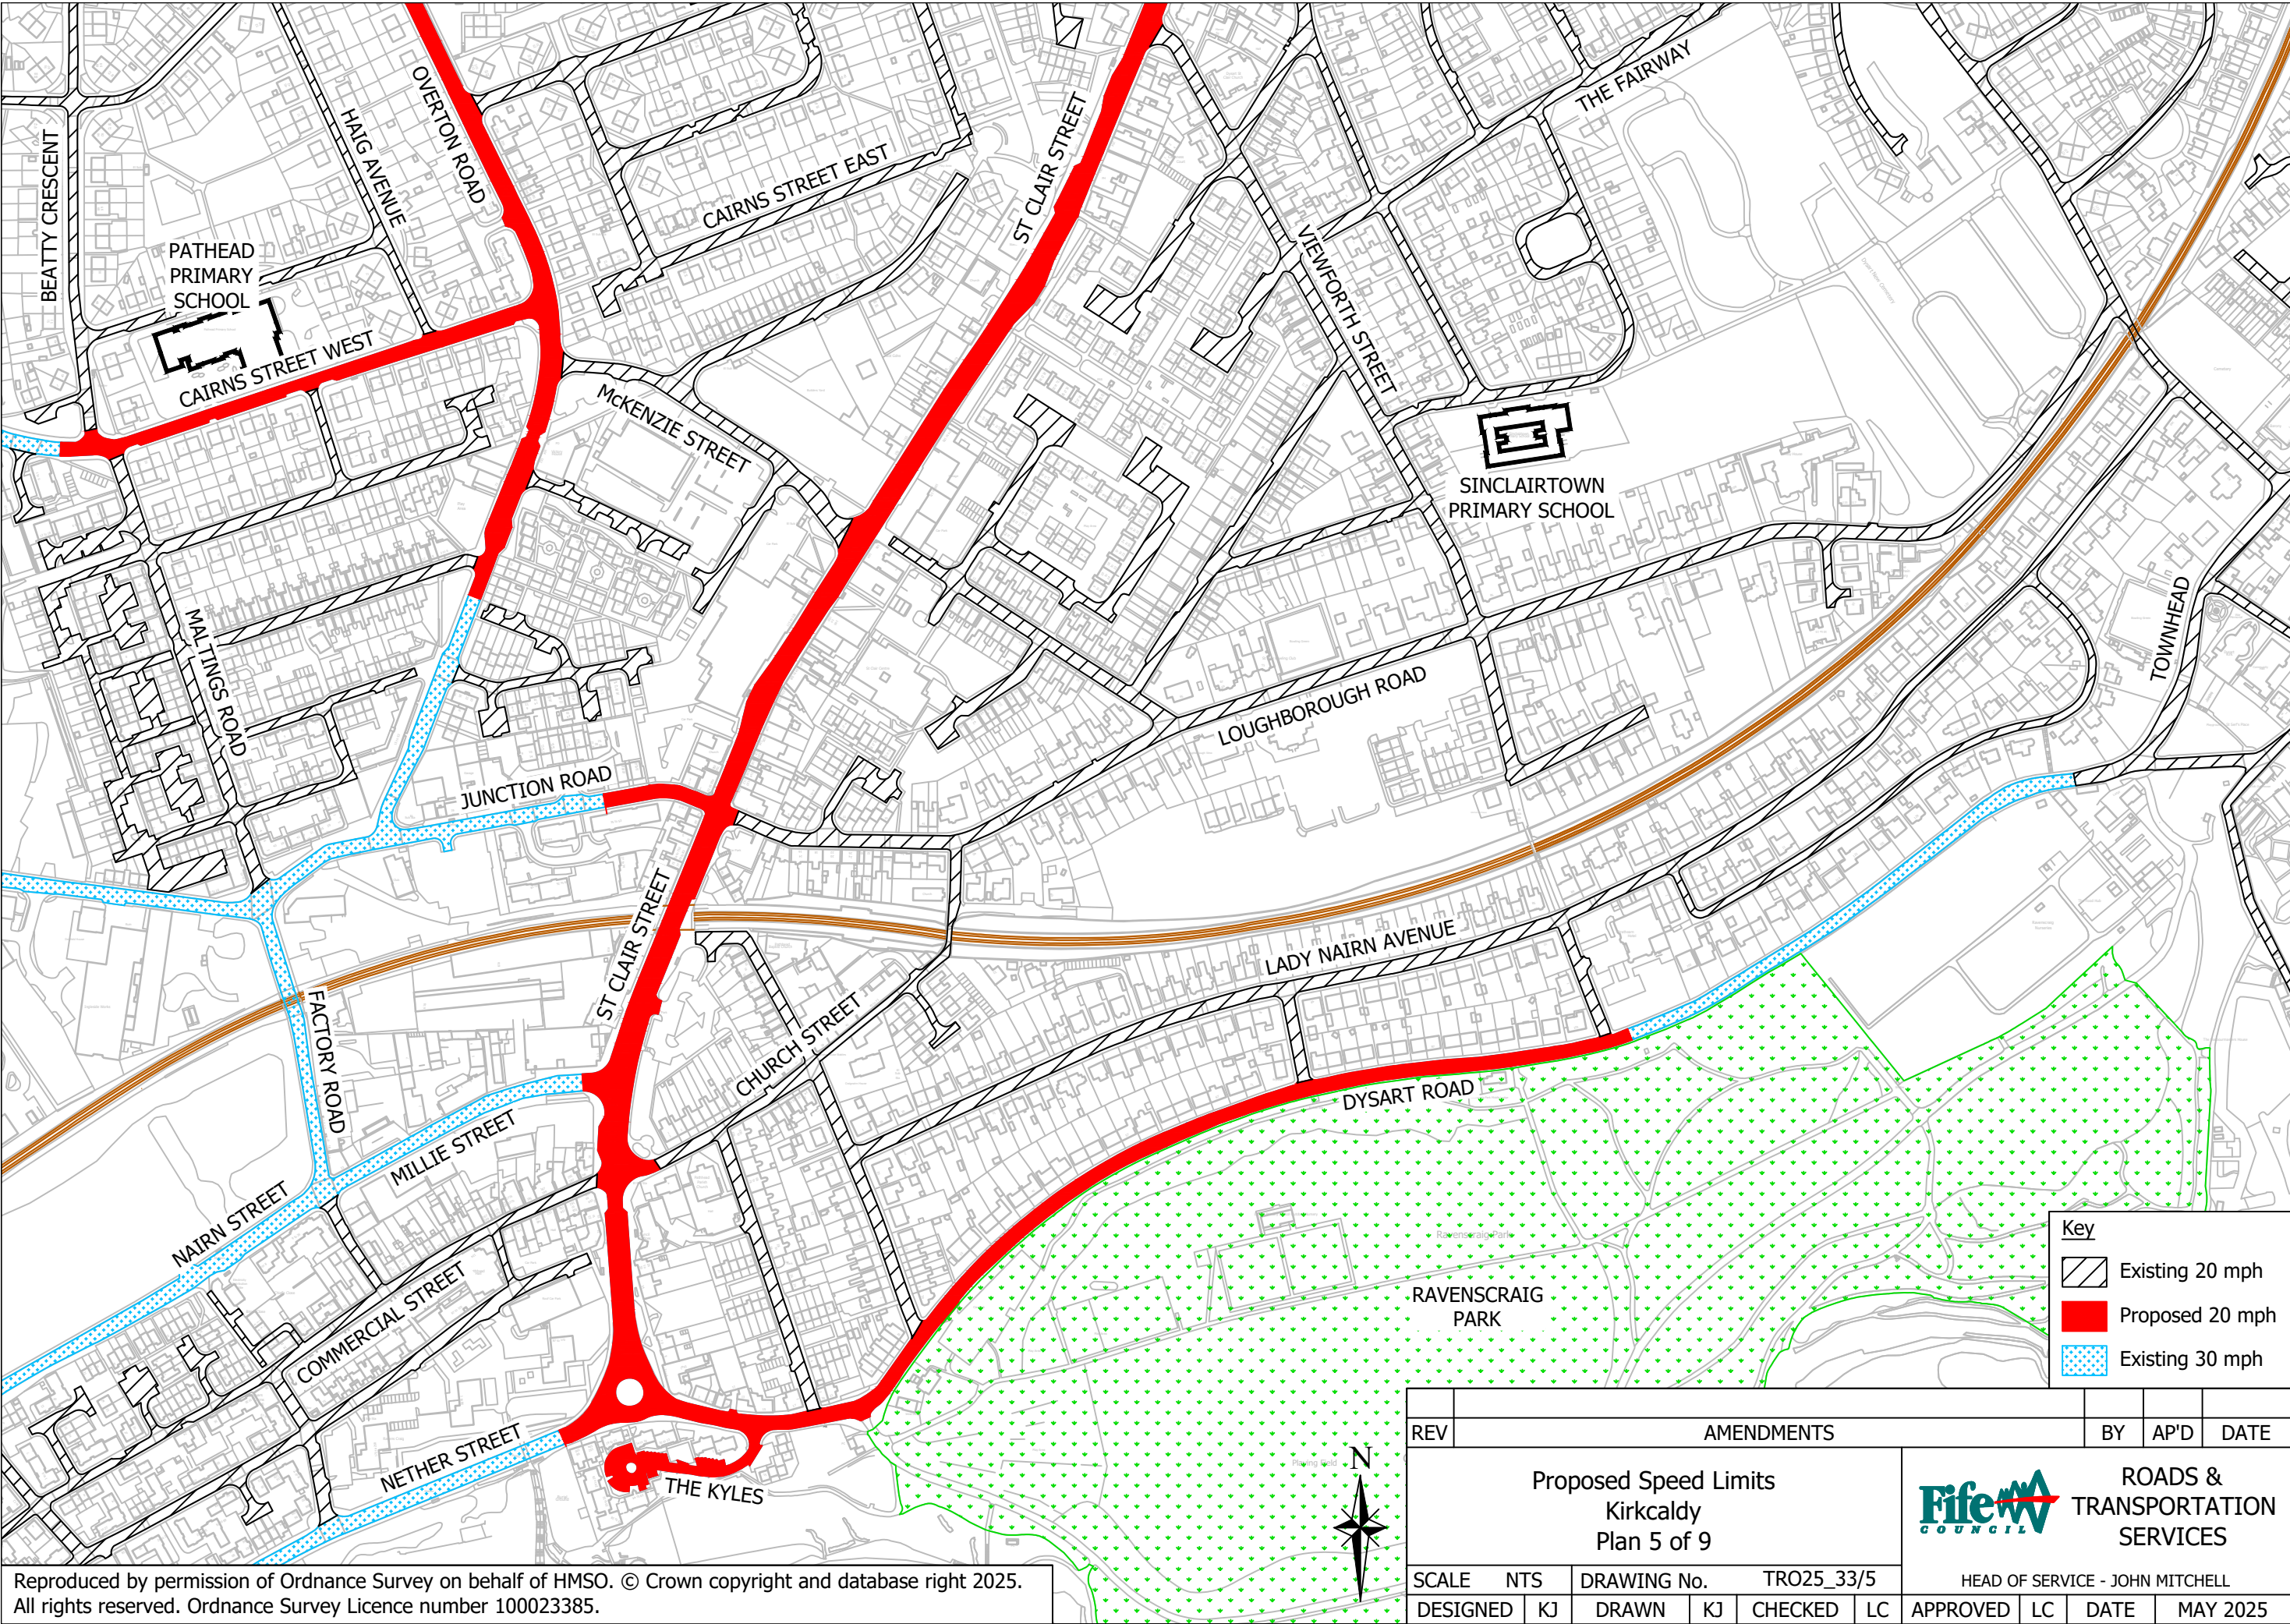 BEATTY CRESCENT
HAIG AVENUE
OVERTON ROAD
CAIRNS STREET EAST
ST CLAIR STREET
THE FAIRWAY
VIEWFORTH STREET
PATHEAD
PRIMARY
SCHOOL
CAIRNS STREET WEST
McKENZIE STREET
SINCLAIRTOWN
PRIMARY SCHOOL
MALTINGS ROAD
TOWNHEAD
LOUGHBOROUGH ROAD
JUNCTION ROAD
ST CLAIR STREET
LADY NAIRN AVENUE
FACTORY ROAD
CHURCH STREET
DYSART ROAD
MILLIE STREET
NAIRN STREET
COMMERCIAL STREET
Ravenscraig Park
RAVENSCRAIG
PARK
NETHER STREET
THE KYLES
Playing Field
N
Key
Existing 20 mph
Proposed 20 mph
Existing 30 mph
REV AMENDMENTS BY AP'D DATE
Proposed Speed Limits
Kirkcaldy
Plan 5 of 9
Fife
COUNCIL
ROADS &
TRANSPORTATION
SERVICES
SCALE NTS DRAWING No. TRO25_33/5 HEAD OF SERVICE - JOHN MITCHELL
DESIGNED KJ DRAWN KJ CHECKED LC APPROVED LC DATE MAY 2025
Reproduced by permission of Ordnance Survey on behalf of HMSO. © Crown copyright and database right 2025.
All rights reserved. Ordnance Survey Licence number 100023385.